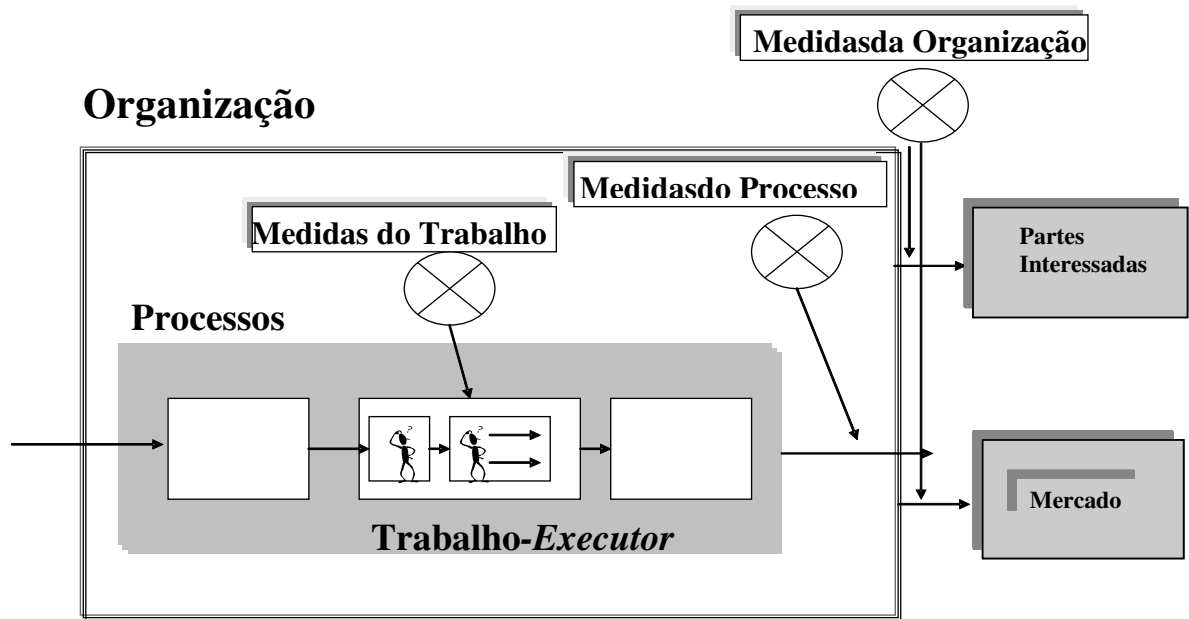 Medidasda Organização
Organização
Medidasdo Processo
Medidas do Trabalho
Partes
Interessadas
Processos
?
?
Mercado
Trabalho-Executor